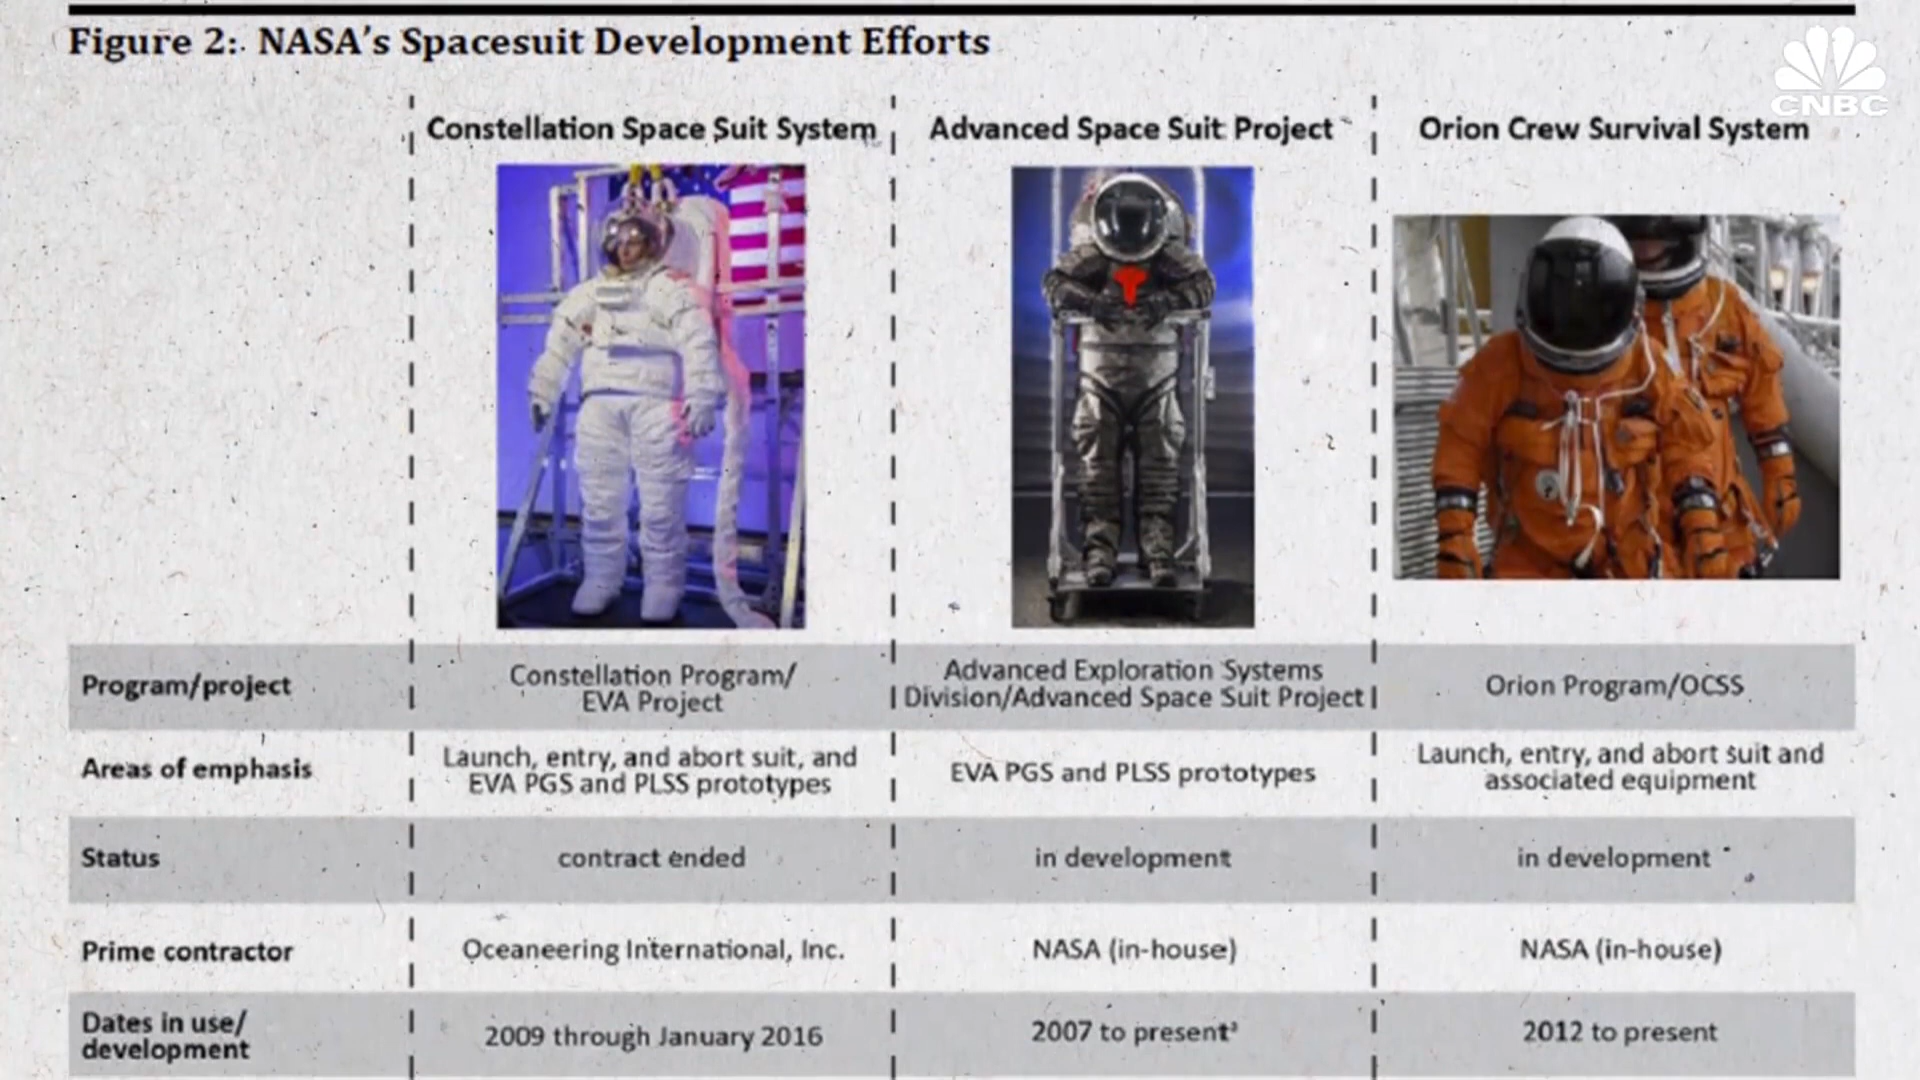 Figure 2: NASA's Spacesuit Development Efforts
CNBC
Constellation Space Suit System
Advanced Space Suit Project
Orion Crew Survival System
Program/project
Constellation Program/
EVA Project
Advanced Exploration Systems
Division/Advanced Space Suit Project
Orion Program/OCSS
Areas of emphasis
Launch, entry, and abort suit, and
EVA PGS and PLSS prototypes
EVA PGS and PLSS prototypes
Launch, entry, and abort suit and
associated equipment
Status
contract ended
in development
in development
Prime contractor
Oceaneering International, Inc.
NASA (in-house)
NASA (in-house)
Dates in use/
development
2009 through January 2016
2007 to presentᵃ
2012 to present